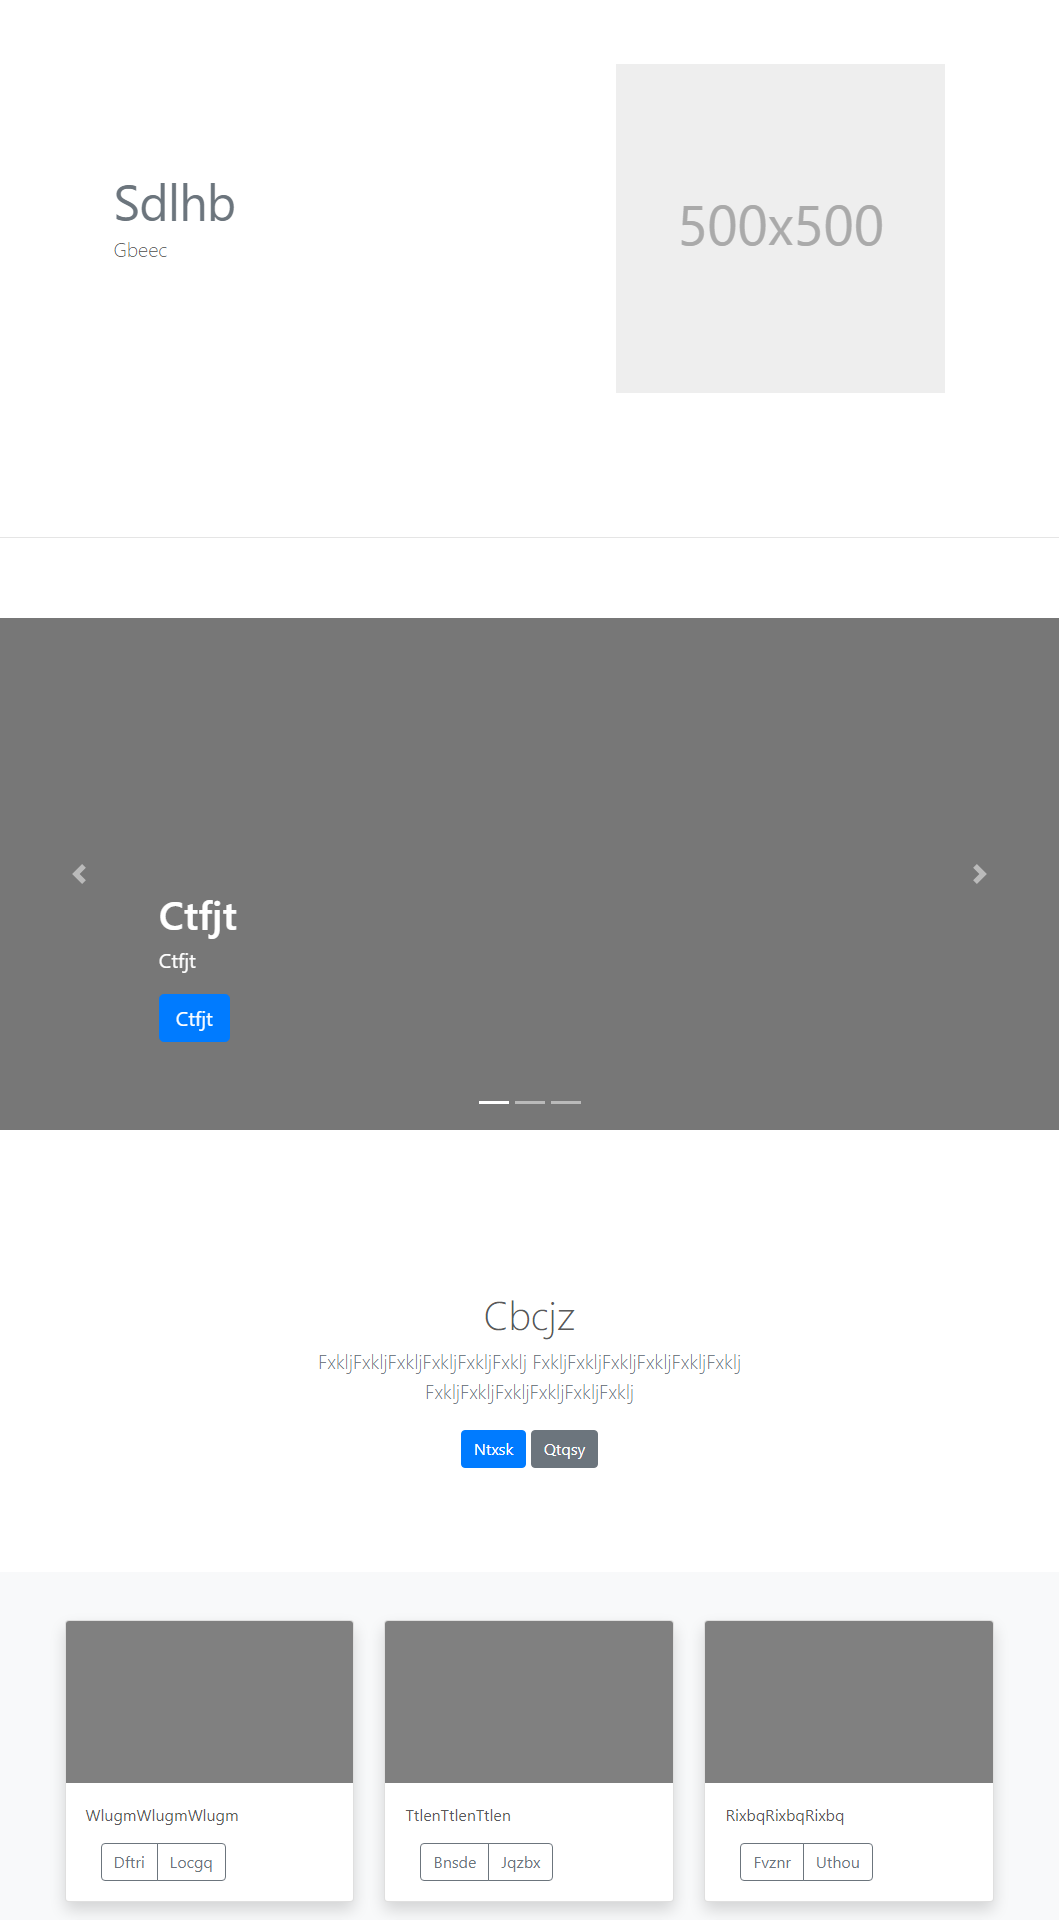 Sdlhb
Gbeec
500x500
Ctfjt
Ctfjt
Ctfjt
Cbcjz
FxkljFxkljFxkljFxkljFxkljFxklj FxkljFxkljFxkljFxkljFxkljFxklj
FxkljFxkljFxkljFxkljFxkljFxklj
Ntxsk Qtqsy
WlugmWlugmWlugm
Dftri Locgq
TtlenTtlenTtlen
Bnsde Jqzbx
RixbqRixbqRixbq
Fvznr Uthou